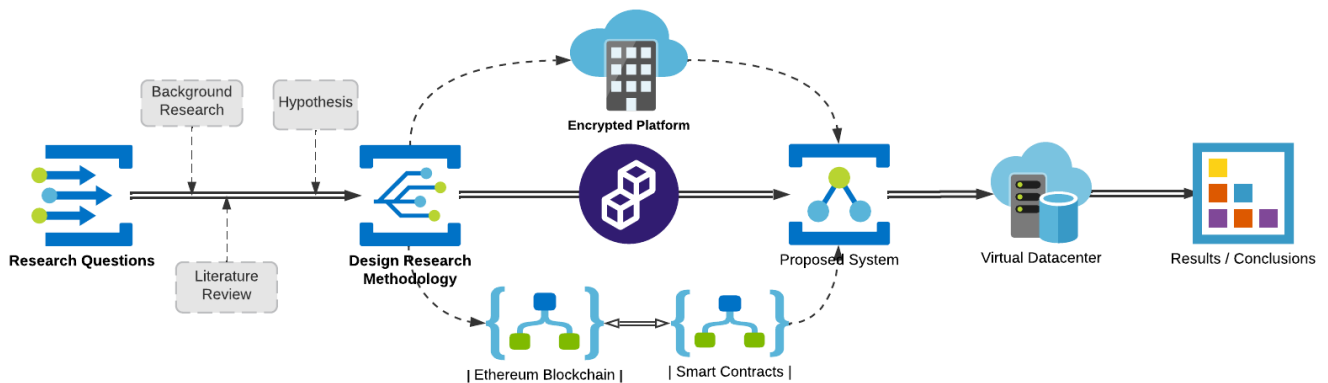 Background
Research
Hypothesis
Encrypted Platform
Research Questions
Literature
Review
Design Research
Methodology
Proposed System
Virtual Datacenter
Results / Conclusions
| Ethereum Blockchain |
| Smart Contracts |